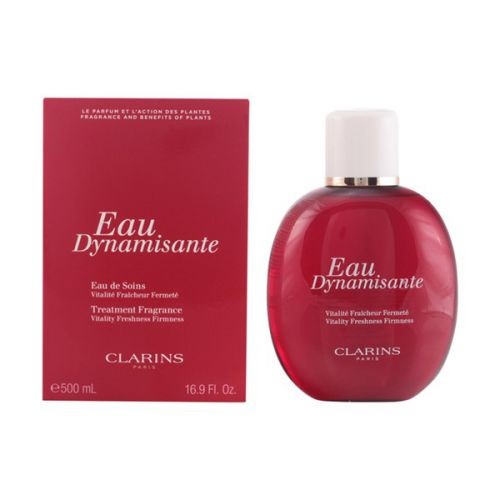 LE PARFUM ET L'ACTION DES PLANTES
FRAGRANCE AND BENEFITS OF PLANTS
Eau
Dynamisante
Eau de Soins
Vitalité Fraîcheur Fermeté
Treatment Fragrance
Vitality Freshness Firmness
CLARINS
PARIS
℮500 mL 16.9 Fl. Oz.
Eau
Dynamisante
Vitalité Fraîcheur Fermeté
Vitality Freshness Firmness
CLARINS
PARIS